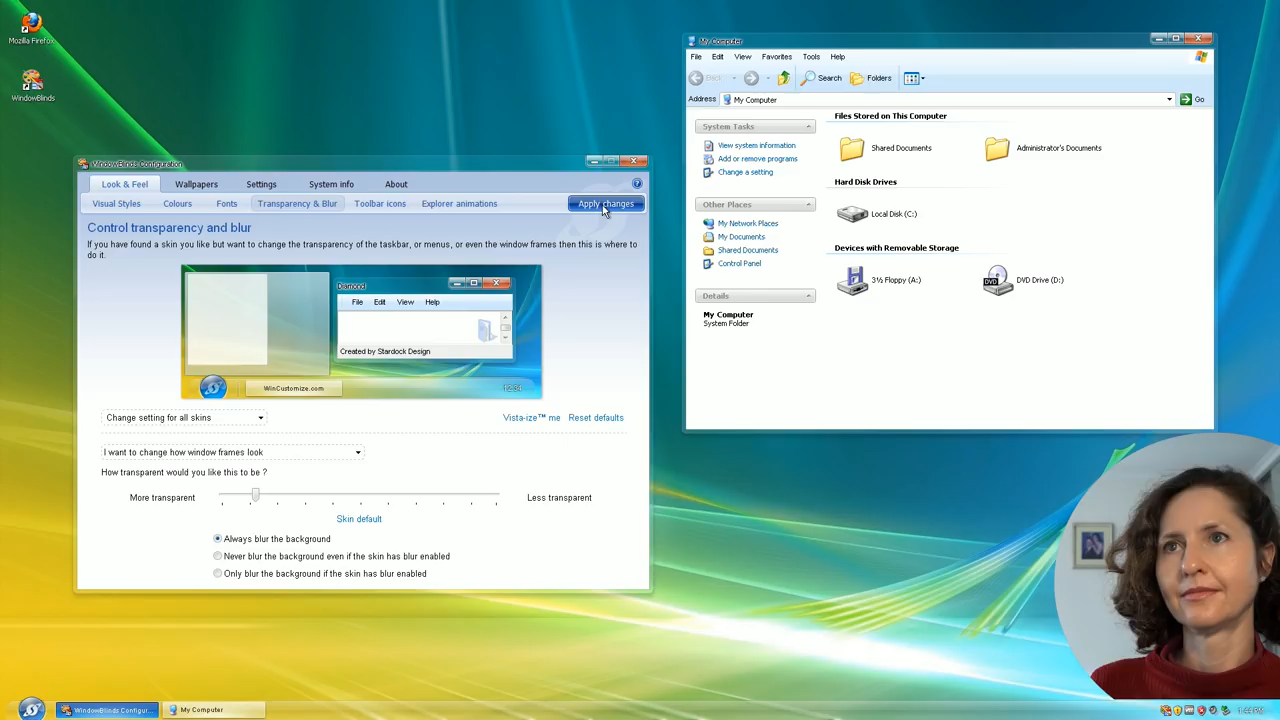 Mozilla Firefox
WindowBlinds
WindowBlinds Configuration
Look & Feel
Wallpapers
Settings
System info
About
Visual Styles
Colours
Fonts
Transparency & Blur
Toolbar icons
Explorer animations
Apply changes
Control transparency and blur
If you have found a skin you like but want to change the transparency of the taskbar, or menus, or even the window frames then this is where to
do it.
Diamond
File Edit View Help
Created by Stardock Design
WinCustomize.com
12:34
Change setting for all skins
Vista-ize™ me
Reset defaults
I want to change how window frames look
How transparent would you like this to be ?
More transparent
Less transparent
Skin default
Always blur the background
Never blur the background even if the skin has blur enabled
Only blur the background if the skin has blur enabled
My Computer
File Edit View Favorites Tools Help
Back
Search
Folders
Address
My Computer
Go
System Tasks
View system information
Add or remove programs
Change a setting
Other Places
My Network Places
My Documents
Shared Documents
Control Panel
Details
My Computer
System Folder
Files Stored on This Computer
Shared Documents
Administrator's Documents
Hard Disk Drives
Local Disk (C:)
Devices with Removable Storage
3½ Floppy (A:)
DVD
DVD Drive (D:)
WindowBlinds Configur...
My Computer
1:44 PM